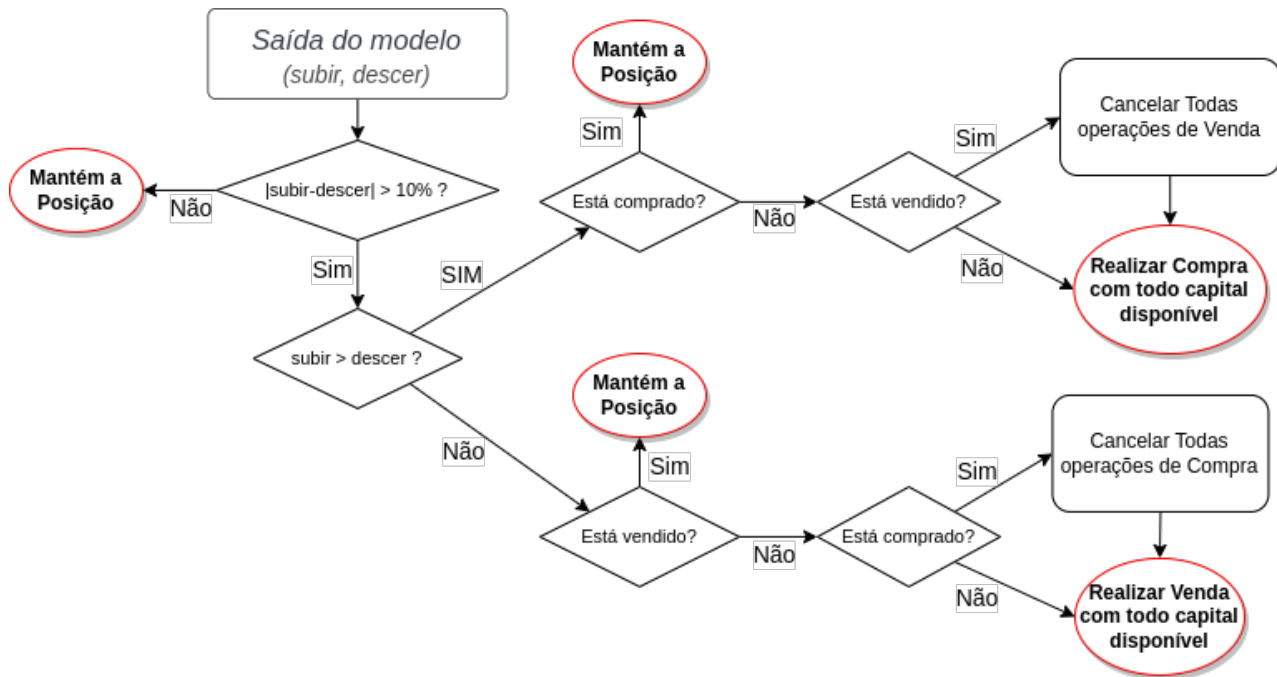 Saída do modelo
(subir, descer)
|subir-descer| > 10% ?
Não
Mantém a
Posição
Sim
subir > descer ?
SIM
Está comprado?
Sim
Mantém a
Posição
Não
Está vendido?
Sim
Cancelar Todas
operações de Venda
Não
Realizar Compra
com todo capital
disponível
Não
Está vendido?
Sim
Mantém a
Posição
Não
Está comprado?
Sim
Cancelar Todas
operações de Compra
Não
Realizar Venda
com todo capital
disponível